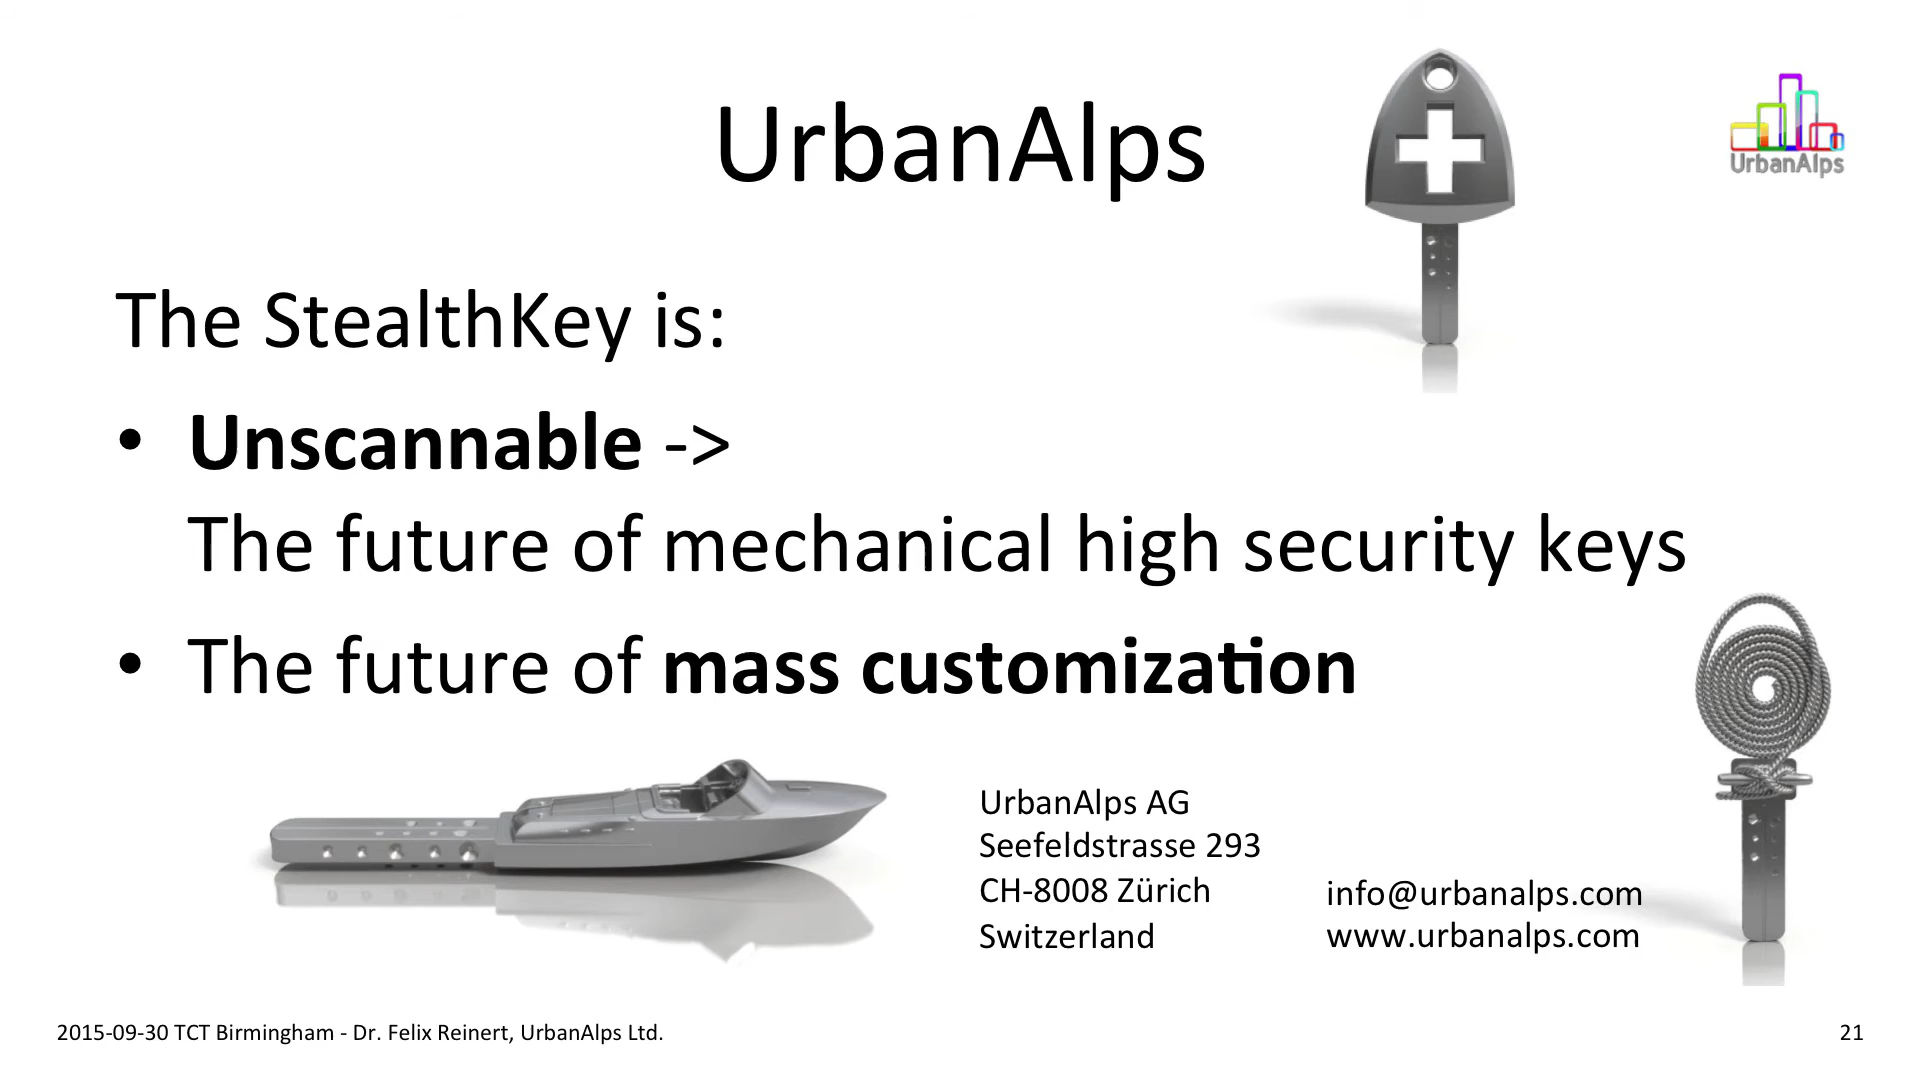 UrbanAlps
UrbanAlps
The StealthKey is:
• Unscannable ->
The future of mechanical high security keys
• The future of mass customization
UrbanAlps AG
Seefeldstrasse 293
CH-8008 Zürich
Switzerland
info@urbanalps.com
www.urbanalps.com
2015-09-30 TCT Birmingham - Dr. Felix Reinert, UrbanAlps Ltd.
21